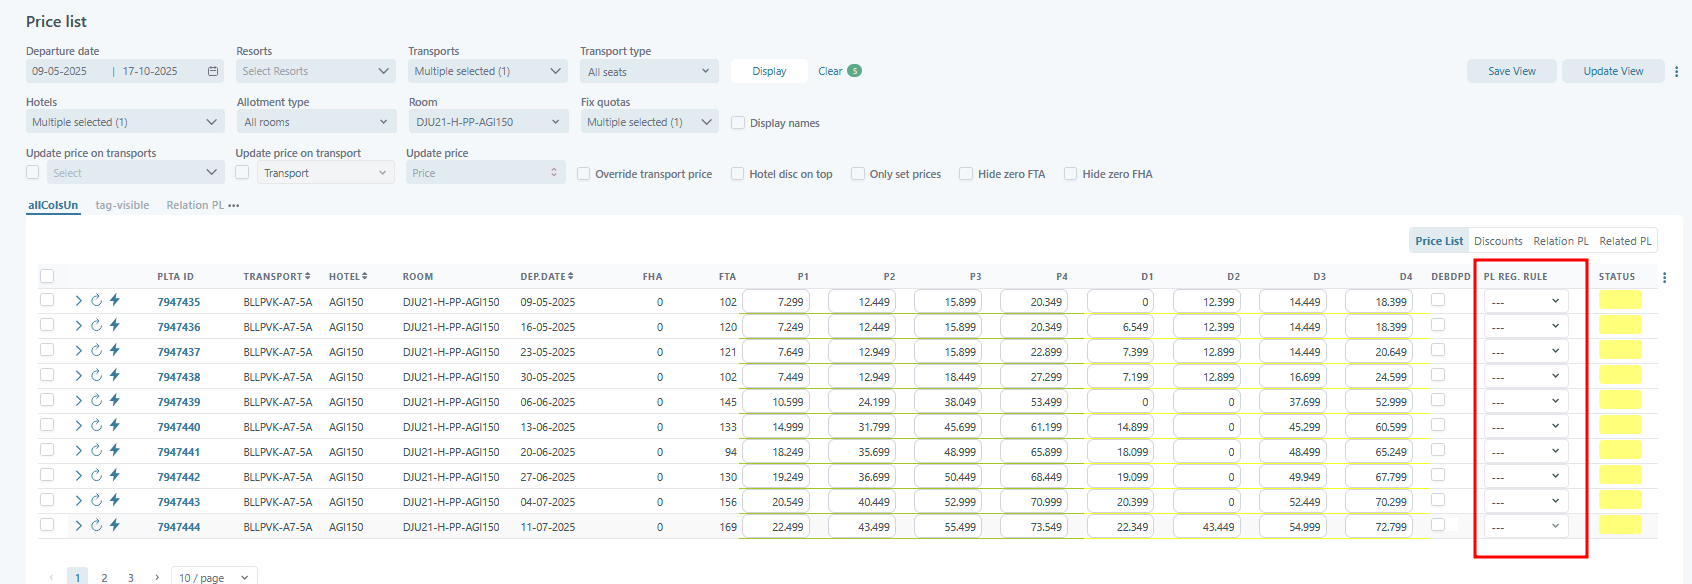 Price list
Departure date Resorts Transports Transport type
09-05-2025 | 17-10-2025 Select Resorts Multiple selected (1) All seats Display Clear 5 Save View Update View
Hotels Allotment type Room Fix quotas
Multiple selected (1) All rooms DJU21-H-PP-AGI150 Multiple selected (1) Display names
Update price on transports Update price on transport Update price
Select Transport Price Override transport price Hotel disc on top Only set prices Hide zero FTA Hide zero FHA
allColsUn tag-visible Relation PL •••
Price List Discounts Relation PL Related PL
PLTA ID TRANSPORT HOTEL ROOM DEP.DATE FHA FTA P1 P2 P3 P4 D1 D2 D3 D4 DEBDPD PL REG. RULE STATUS
7947435 BLLPVK-A7-5A AGI150 DJU21-H-PP-AGI150 09-05-2025 0 102 7.299 12.449 15.899 20.349 0 12.399 14.449 18.399 ---
7947436 BLLPVK-A7-5A AGI150 DJU21-H-PP-AGI150 16-05-2025 0 120 7.249 12.449 15.899 20.349 6.549 12.399 14.449 18.399 ---
7947437 BLLPVK-A7-5A AGI150 DJU21-H-PP-AGI150 23-05-2025 0 121 7.649 12.949 15.899 22.899 7.399 12.899 14.449 20.649 ---
7947438 BLLPVK-A7-5A AGI150 DJU21-H-PP-AGI150 30-05-2025 0 102 7.449 12.949 18.449 27.299 7.199 12.899 16.699 24.599 ---
7947439 BLLPVK-A7-5A AGI150 DJU21-H-PP-AGI150 06-06-2025 0 145 10.599 24.199 38.049 53.499 0 0 37.699 52.999 ---
7947440 BLLPVK-A7-5A AGI150 DJU21-H-PP-AGI150 13-06-2025 0 133 14.999 31.799 45.699 61.199 14.899 0 45.299 60.599 ---
7947441 BLLPVK-A7-5A AGI150 DJU21-H-PP-AGI150 20-06-2025 0 94 18.249 35.699 48.999 65.899 18.099 0 48.499 65.249 ---
7947442 BLLPVK-A7-5A AGI150 DJU21-H-PP-AGI150 27-06-2025 0 130 19.249 36.699 50.449 68.449 19.099 0 49.949 67.799 ---
7947443 BLLPVK-A7-5A AGI150 DJU21-H-PP-AGI150 04-07-2025 0 156 20.549 40.449 52.999 70.999 20.399 0 52.449 70.299 ---
7947444 BLLPVK-A7-5A AGI150 DJU21-H-PP-AGI150 11-07-2025 0 169 22.499 43.499 55.499 73.549 22.349 43.449 54.999 72.799 ---
1 2 3 10 / page